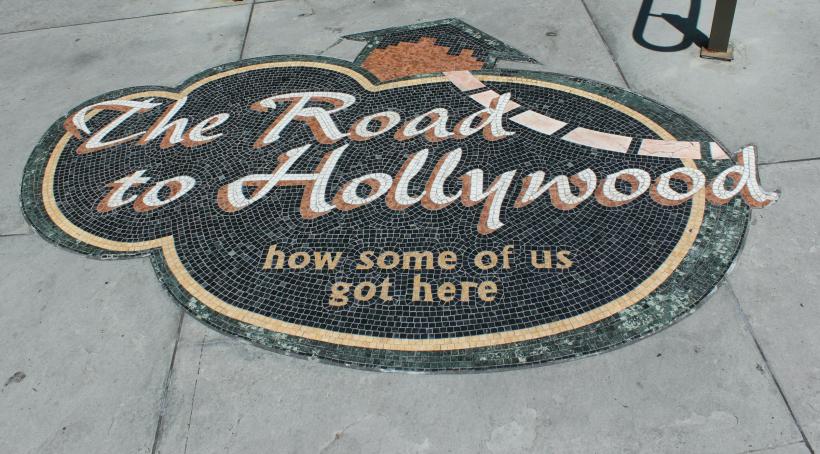 The Road
to Hollywood
how some of us
got here